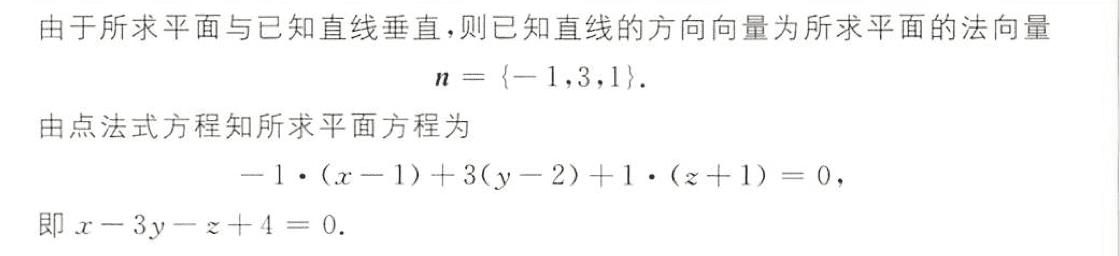 由于所求平面与已知直线垂直,则已知直线的方向向量为所求平面的法向量
n = {－1,3,1}.
由点法式方程知所求平面方程为
－1·(x－1)＋3(y－2)＋1·(z＋1) = 0,
即 x－3y－z＋4 = 0.